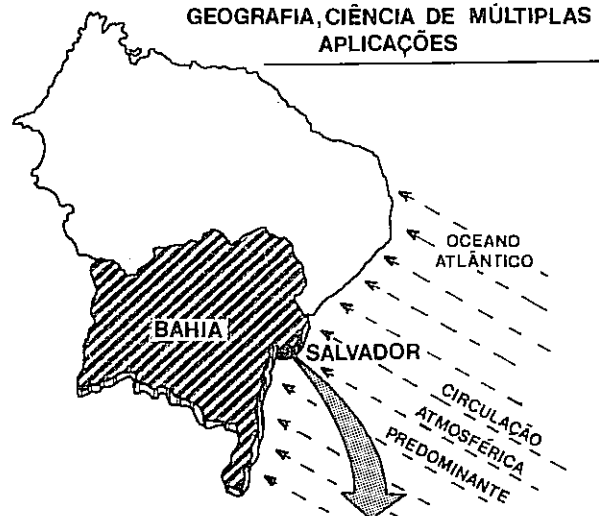 GEOGRAFIA, CIÊNCIA DE MÚLTIPLAS
APLICAÇÕES
OCEANO
ATLÂNTICO
BAHIA
SALVADOR
CIRCULAÇÃO
ATMOSFÉRICA
PREDOMINANTE